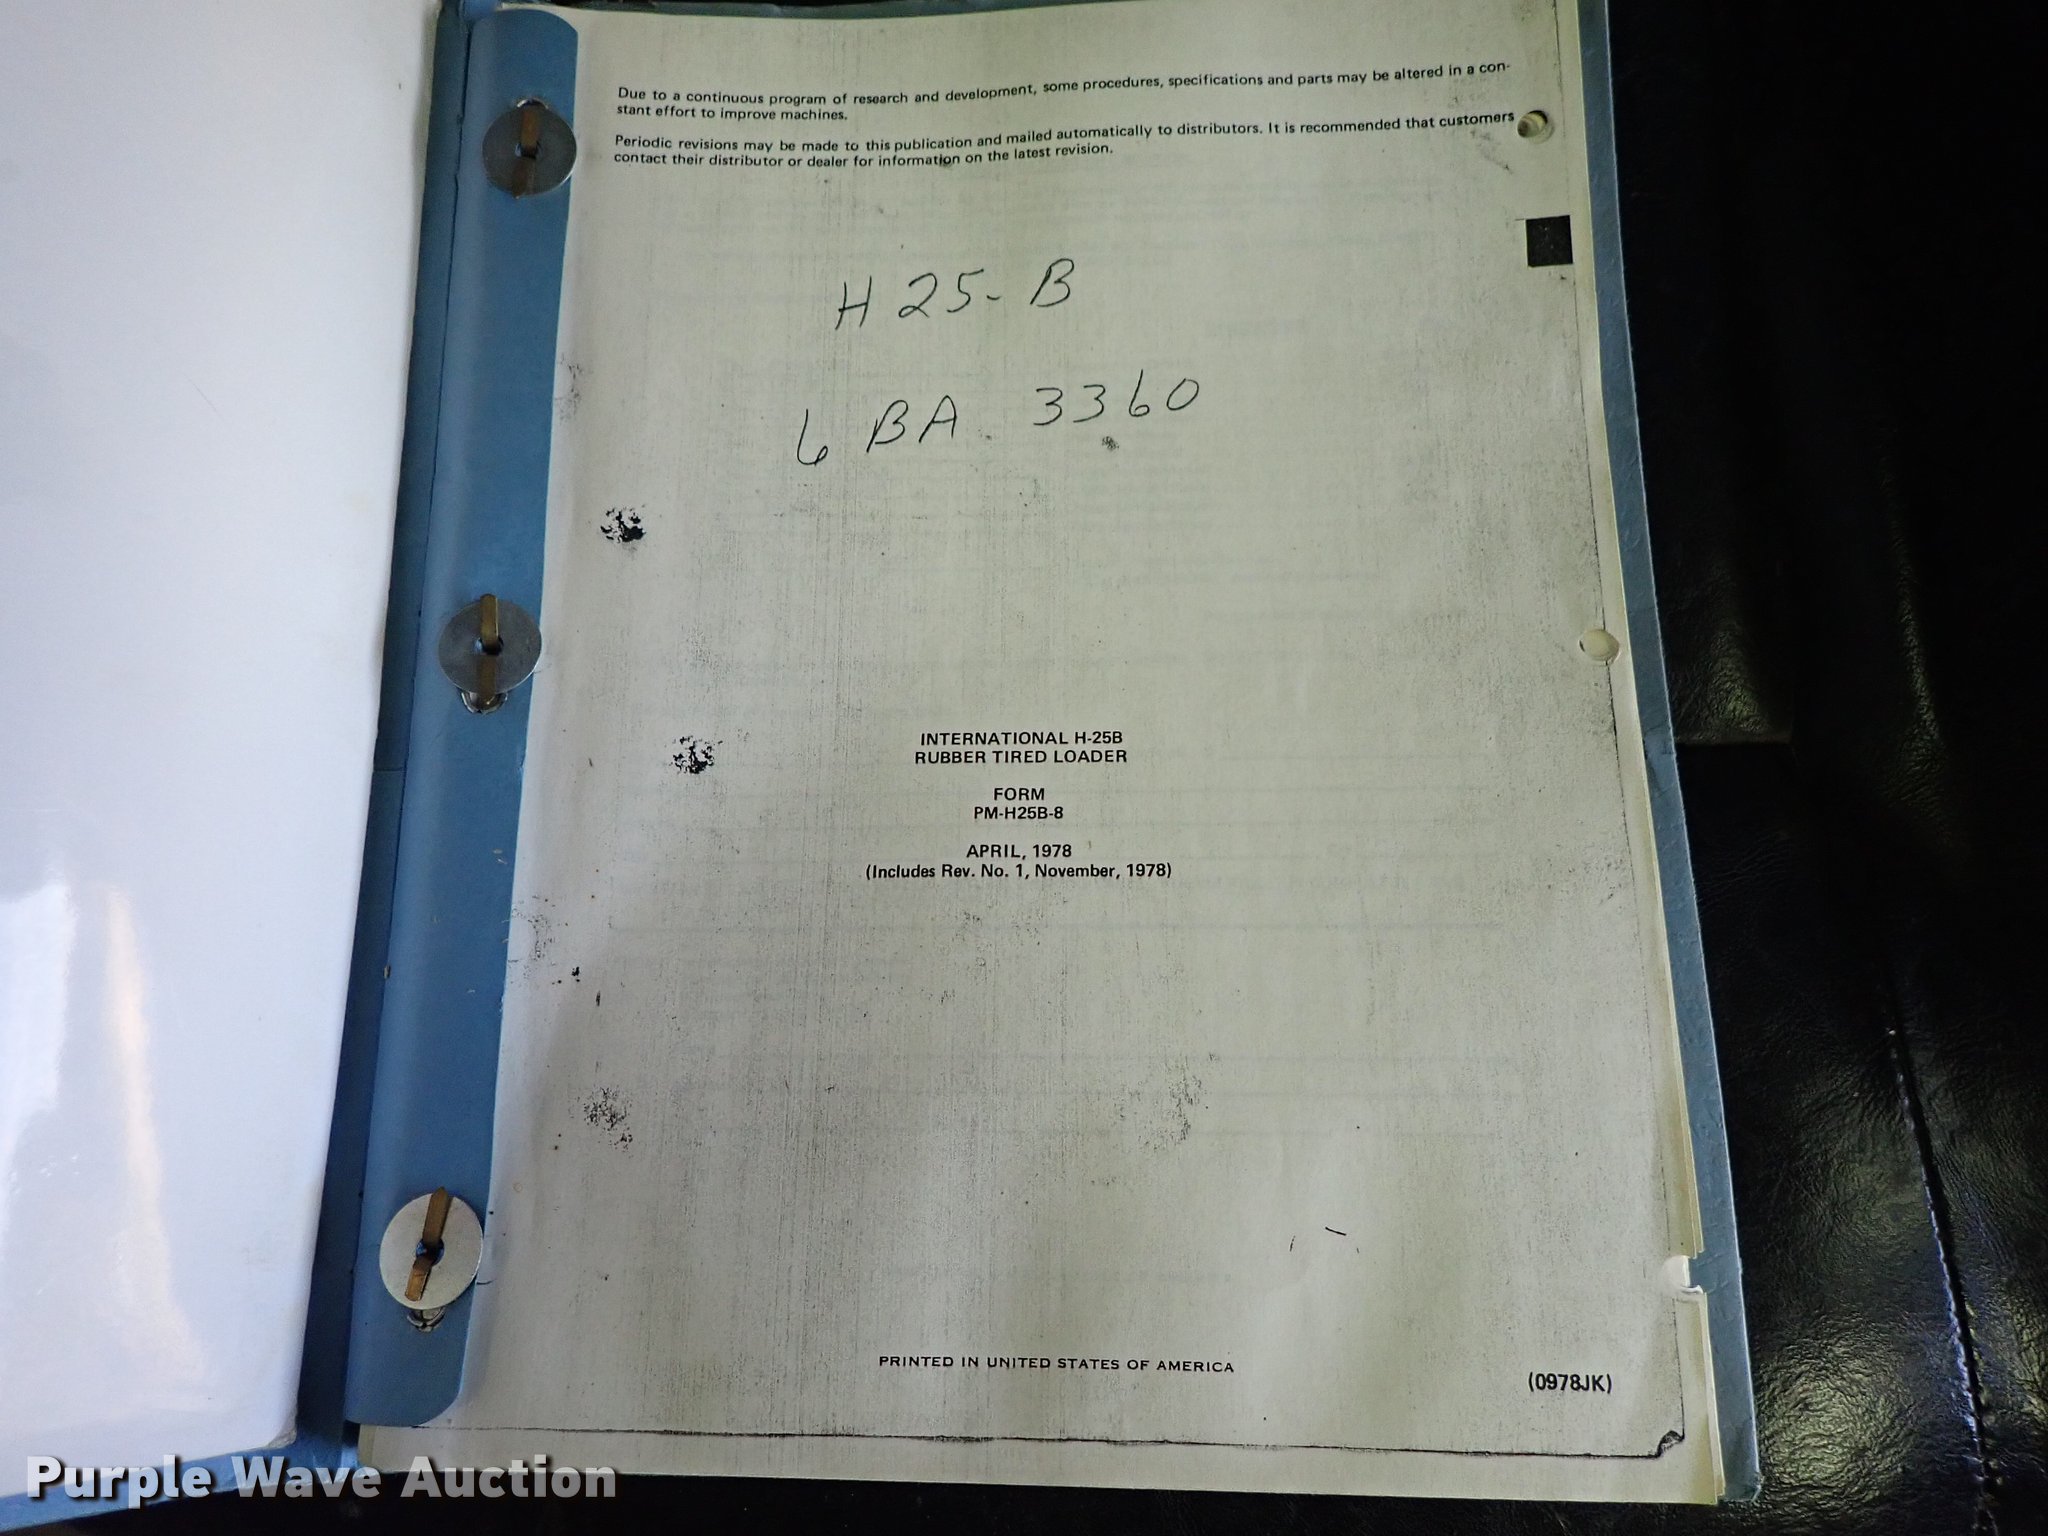 Due to a continuous program of research and development, some procedures, specifications and parts may be altered in a con-
stant effort to improve machines.
Periodic revisions may be made to this publication and mailed automatically to distributors. It is recommended that customers
contact their distributor or dealer for information on the latest revision.
H25-B
6 BA 3360
INTERNATIONAL H-25B
RUBBER TIRED LOADER
FORM
PM-H25B-8
APRIL, 1978
(Includes Rev. No. 1, November, 1978)
PRINTED IN UNITED STATES OF AMERICA
(0978JK)
Purple Wave Auction